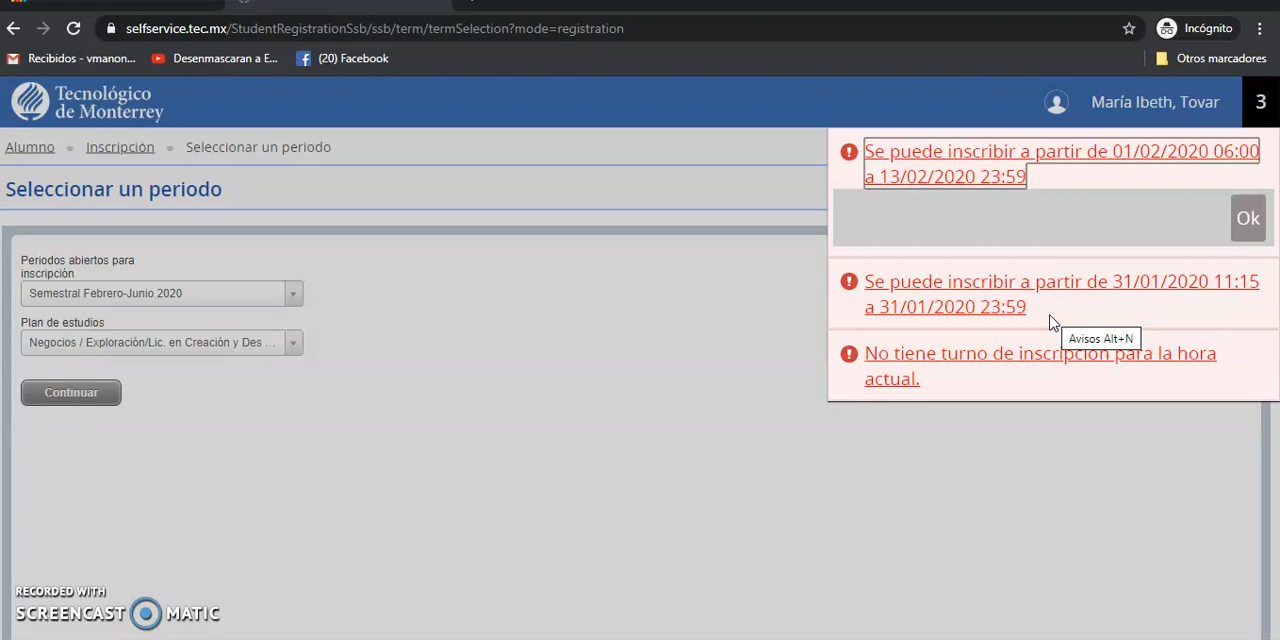 selfservice.tec.mx/StudentRegistrationSsb/ssb/term/termSelection?mode=registration
Incógnito
Recibidos - vmanon...
Desenmascaran a E...
(20) Facebook
Otros marcadores
Tecnológico
de Monterrey
María Ibeth, Tovar
3
Alumno
Inscripción
Seleccionar un periodo
Seleccionar un periodo
Se puede inscribir a partir de 01/02/2020 06:00
a 13/02/2020 23:59
Ok
Se puede inscribir a partir de 31/01/2020 11:15
a 31/01/2020 23:59
Avisos Alt+N
No tiene turno de inscripción para la hora
actual.
Periodos abiertos para
inscripción
Semestral Febrero-Junio 2020
Plan de estudios
Negocios / Exploración/Lic. en Creación y Des ...
Continuar
RECORDED WITH
SCREENCAST MATIC